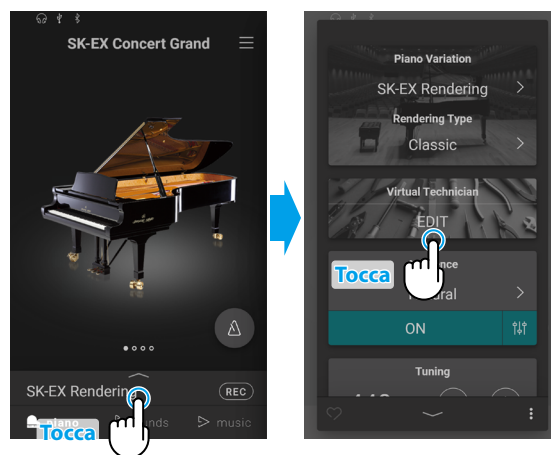 SK-EX Concert Grand
SK-EX Rendering
REC
piano
music
Tocca
Piano Variation
SK-EX Rendering
Rendering Type
Classic
Virtual Technician
EDIT
Tocca
ON
Tuning